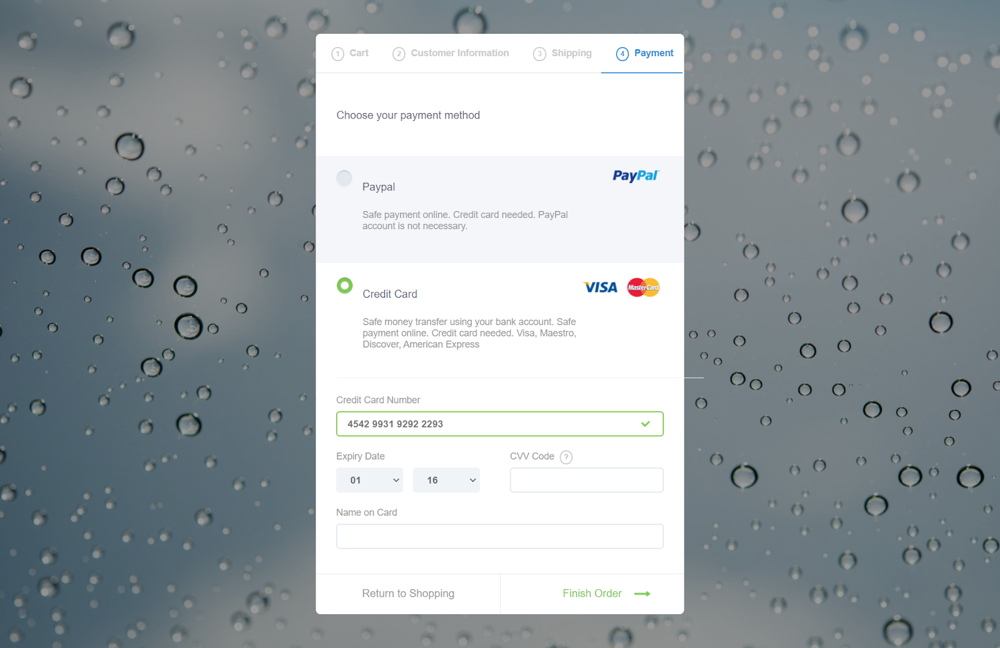 1 Cart 2 Customer Information 3 Shipping 4 Payment
Choose your payment method
PayPal
Paypal
Safe payment online. Credit card needed. PayPal
account is not necessary.
VISA MasterCard
Credit Card
Safe money transfer using your bank account. Safe
payment online. Credit card needed. Visa, Maestro,
Discover, American Express
Credit Card Number
4542 9931 9292 2293
Expiry Date CVV Code ?
01 16
Name on Card
Return to Shopping Finish Order